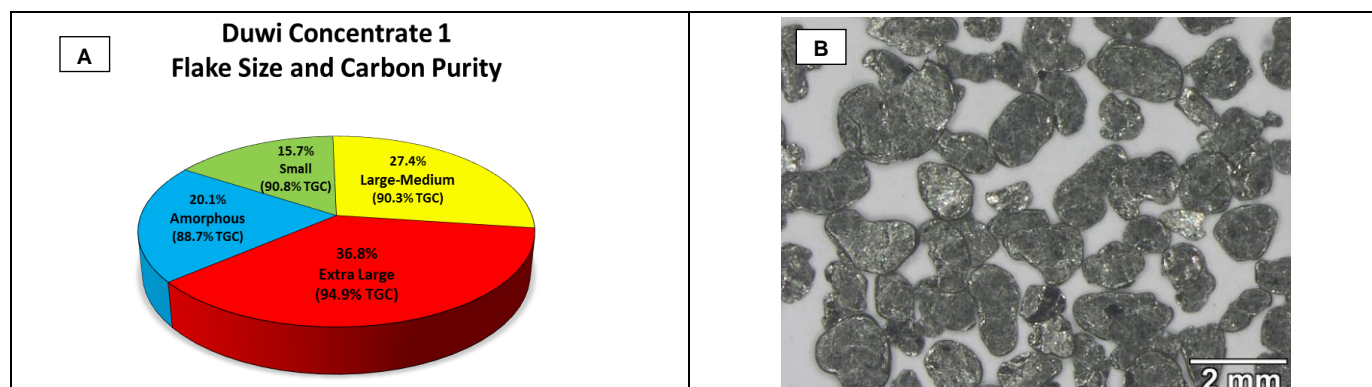 A
Duwi Concentrate 1
Flake Size and Carbon Purity
15.7%
Small
(90.8% TGC)
27.4%
Large-Medium
(90.3% TGC)
20.1%
Amorphous
(88.7% TGC)
36.8%
Extra Large
(94.9% TGC)
B
2 mm